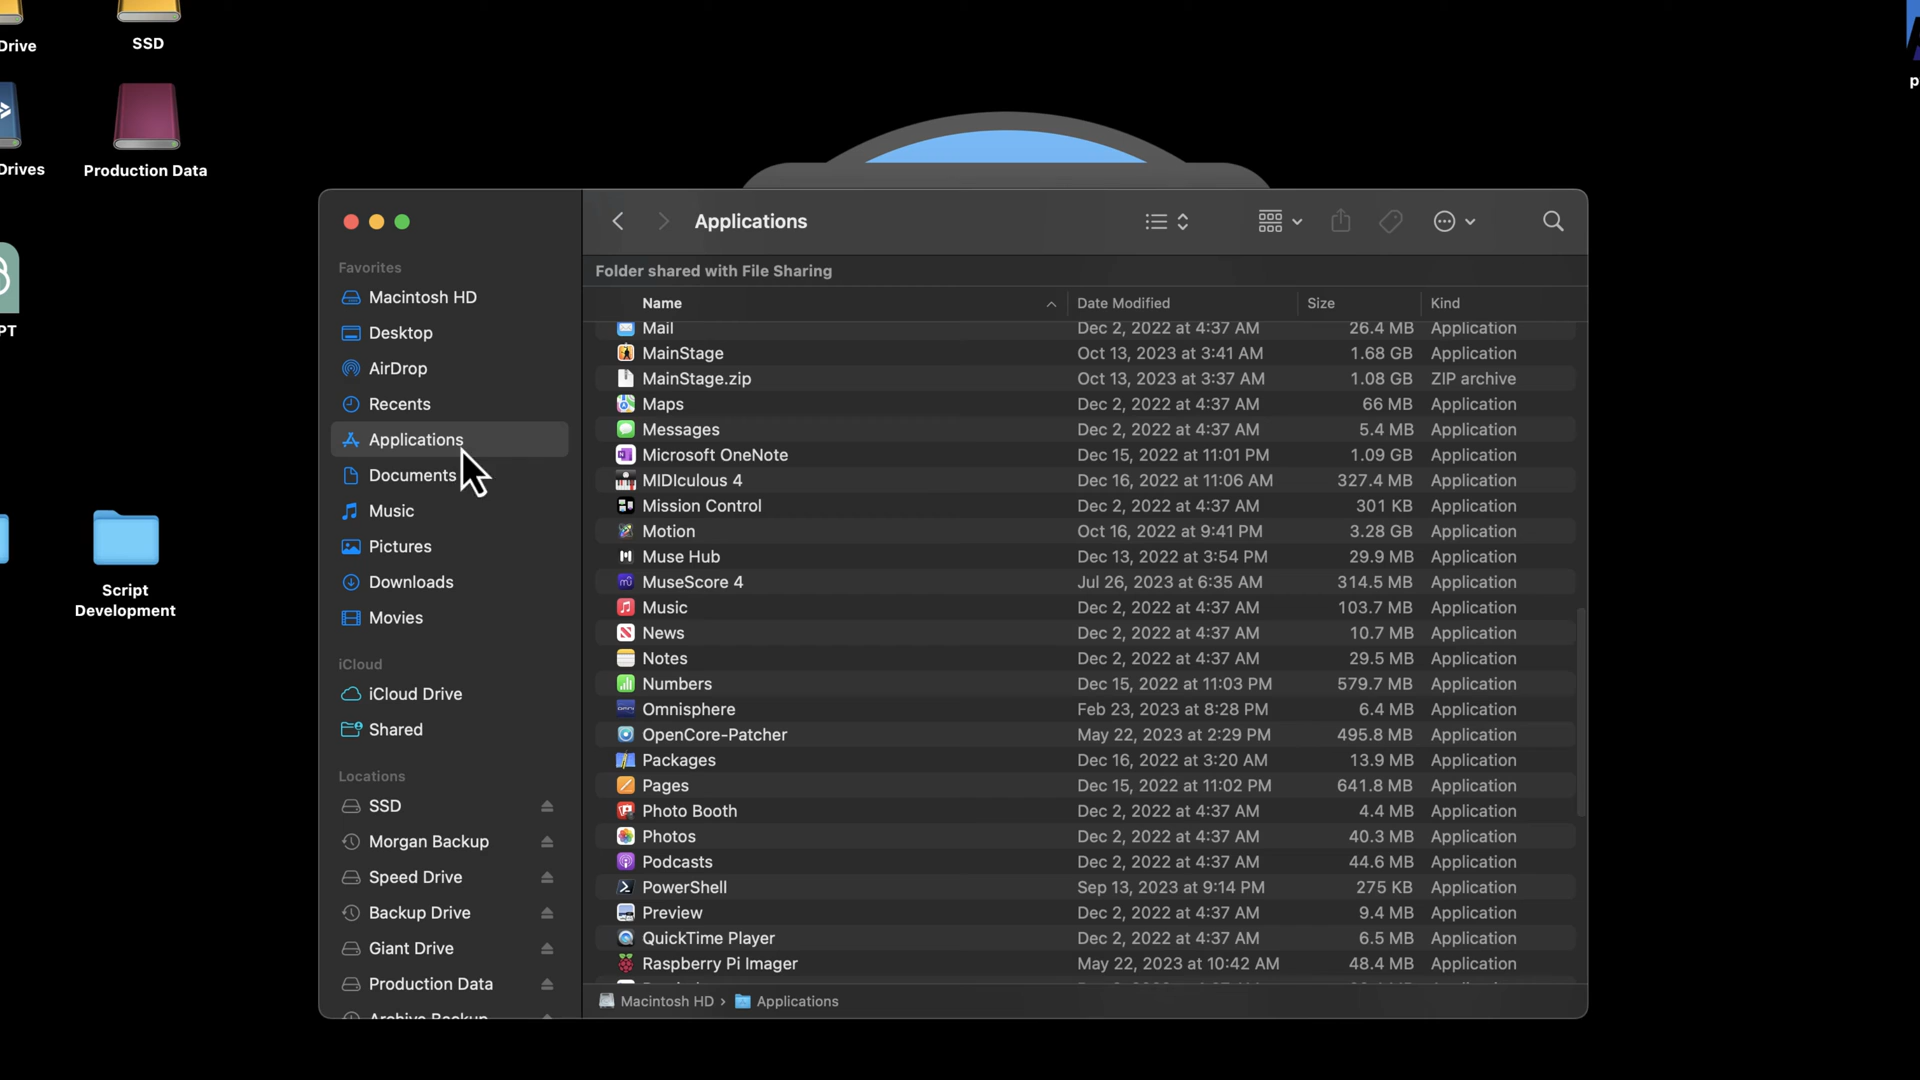 Drive
SSD
Drives
Production Data
PT
Script
Development
p
Applications
Folder shared with File Sharing
Favorites
Macintosh HD
Desktop
AirDrop
Recents
Applications
Documents
Music
Pictures
Downloads
Movies
iCloud
iCloud Drive
Shared
Locations
SSD
Morgan Backup
Speed Drive
Backup Drive
Giant Drive
Production Data
Archive Backup
Name Date Modified Size Kind
Mail Dec 2, 2022 at 4:37 AM 26.4 MB Application
MainStage Oct 13, 2023 at 3:41 AM 1.68 GB Application
MainStage.zip Oct 13, 2023 at 3:37 AM 1.08 GB ZIP archive
Maps Dec 2, 2022 at 4:37 AM 66 MB Application
Messages Dec 2, 2022 at 4:37 AM 5.4 MB Application
Microsoft OneNote Dec 15, 2022 at 11:01 PM 1.09 GB Application
MIDIculous 4 Dec 16, 2022 at 11:06 AM 327.4 MB Application
Mission Control Dec 2, 2022 at 4:37 AM 301 KB Application
Motion Oct 16, 2022 at 9:41 PM 3.28 GB Application
Muse Hub Dec 13, 2022 at 3:54 PM 29.9 MB Application
MuseScore 4 Jul 26, 2023 at 6:35 AM 314.5 MB Application
Music Dec 2, 2022 at 4:37 AM 103.7 MB Application
News Dec 2, 2022 at 4:37 AM 10.7 MB Application
Notes Dec 2, 2022 at 4:37 AM 29.5 MB Application
Numbers Dec 15, 2022 at 11:03 PM 579.7 MB Application
Omnisphere Feb 23, 2023 at 8:28 PM 6.4 MB Application
OpenCore-Patcher May 22, 2023 at 2:29 PM 495.8 MB Application
Packages Dec 16, 2022 at 3:20 AM 13.9 MB Application
Pages Dec 15, 2022 at 11:02 PM 641.8 MB Application
Photo Booth Dec 2, 2022 at 4:37 AM 4.4 MB Application
Photos Dec 2, 2022 at 4:37 AM 40.3 MB Application
Podcasts Dec 2, 2022 at 4:37 AM 44.6 MB Application
PowerShell Sep 13, 2023 at 9:14 PM 275 KB Application
Preview Dec 2, 2022 at 4:37 AM 9.4 MB Application
QuickTime Player Dec 2, 2022 at 4:37 AM 6.5 MB Application
Raspberry Pi Imager May 22, 2023 at 10:42 AM 48.4 MB Application
Macintosh HD › Applications